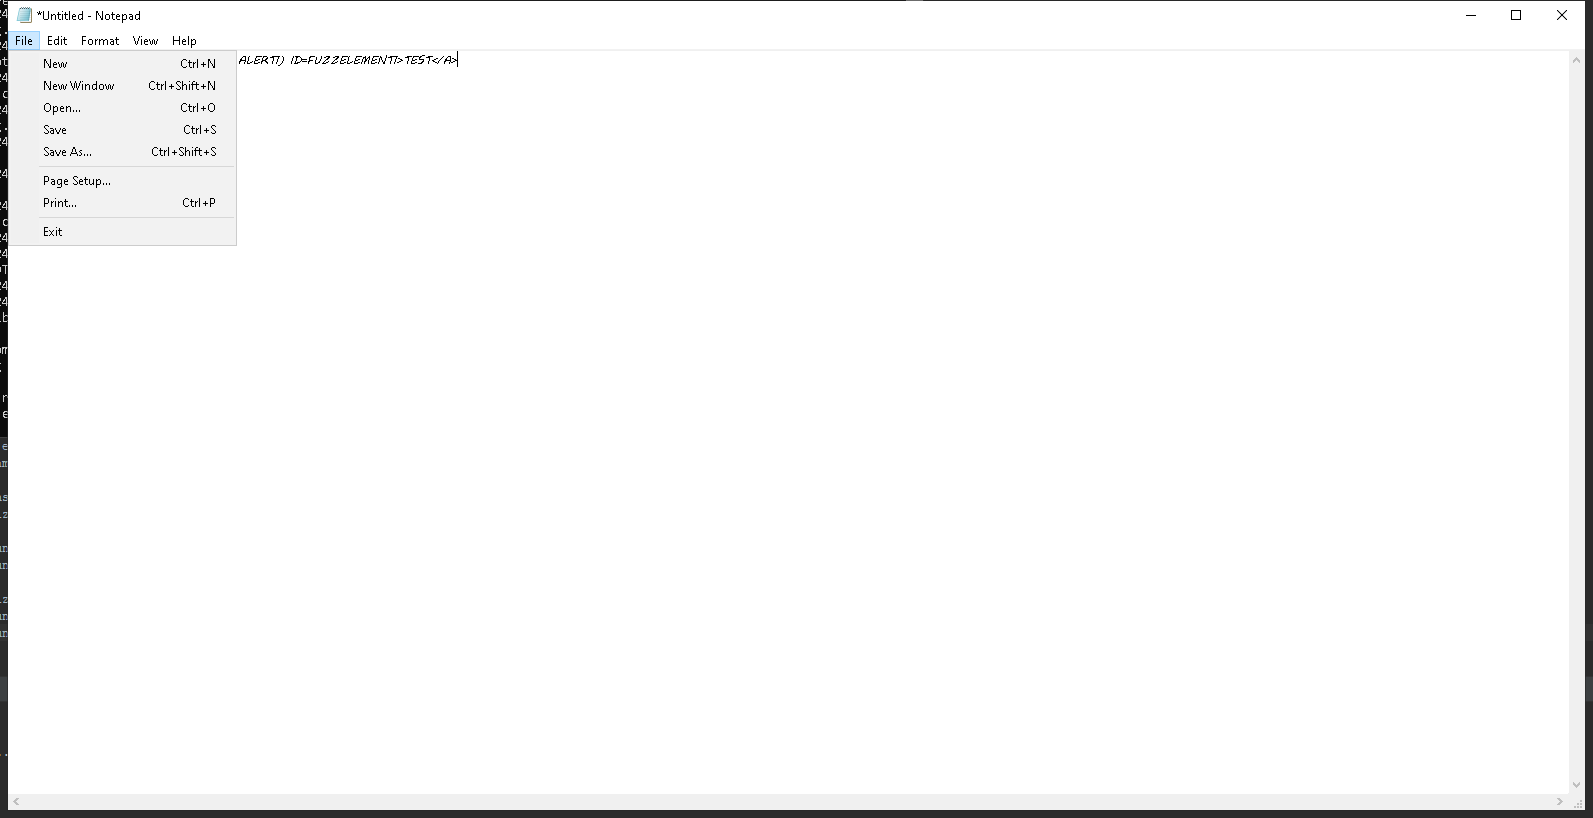 *Untitled - Notepad
File Edit Format View Help
ALERT1) ID=FUZZELEMENT1>TEST</A>
New Ctrl+N
New Window Ctrl+Shift+N
Open... Ctrl+O
Save Ctrl+S
Save As... Ctrl+Shift+S
Page Setup...
Print... Ctrl+P
Exit